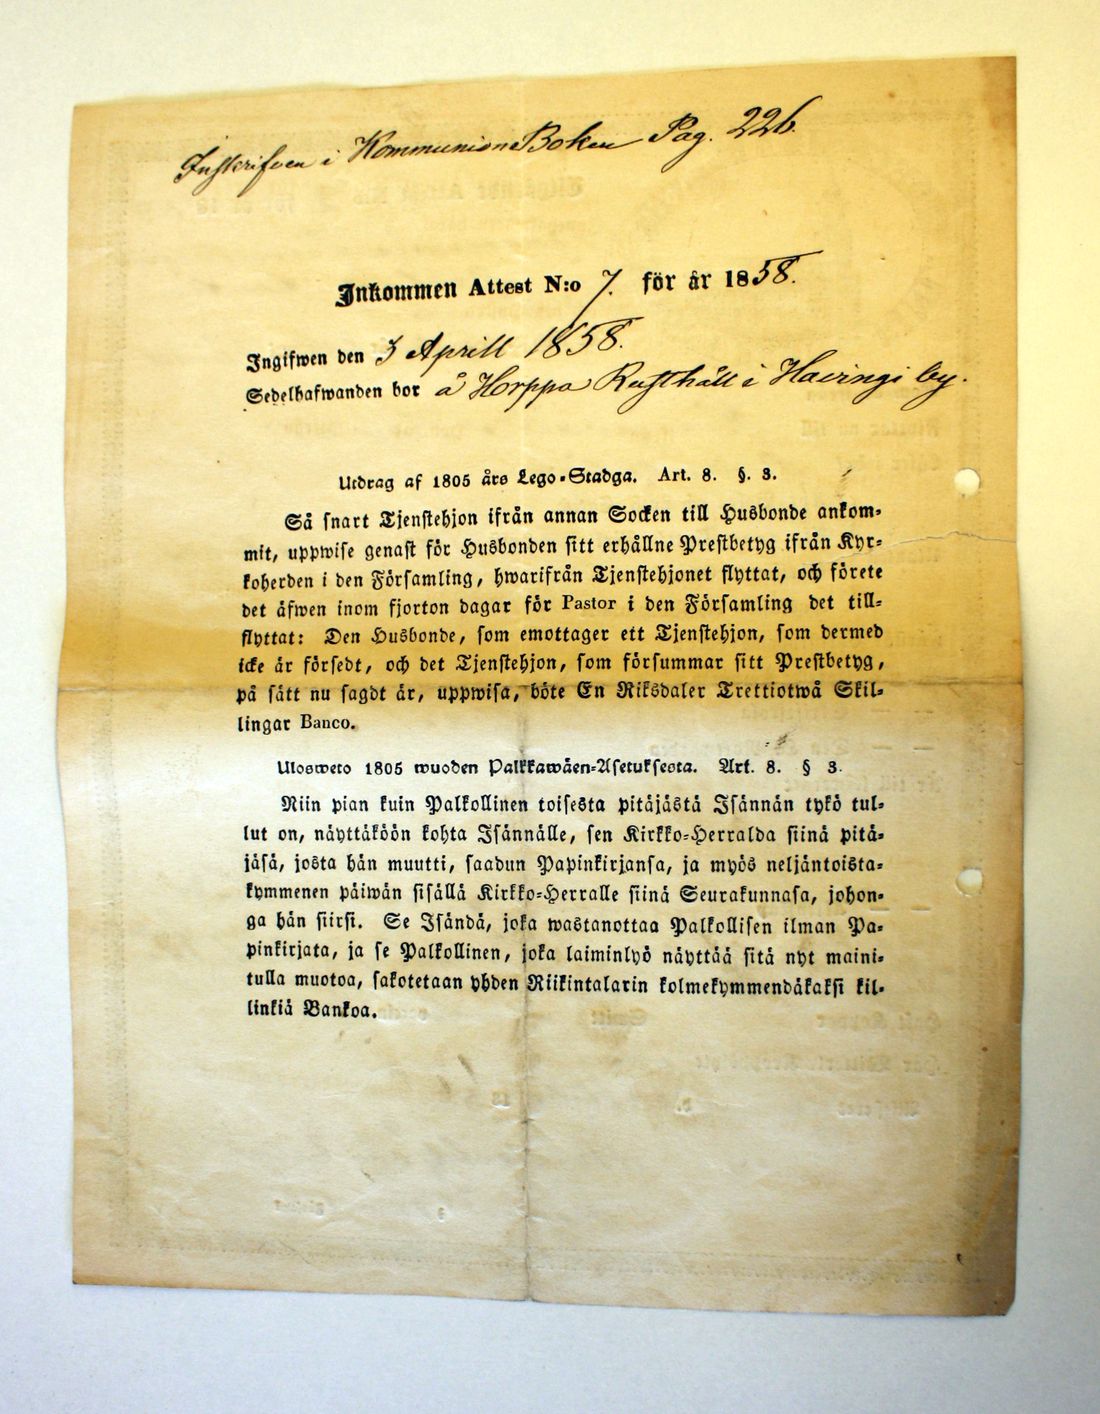 Inskrifven i KommunionBoken Pag. 226.
Inkommen Attest N:o 7. för år 1858.
Ingifwen den 3 Aprill 1858.
Sedelhafwanden bor å Horppa Rusthåll i Havingi by.
Utdrag af 1805 års Lego-Stadga. Art. 8. §. 3.
Så snart Tjenstehjon ifrån annan Socken till Husbonde ankom-
mit, uppwise genast för Husbonden sitt erhållne Prestbetyg ifrån Kyr-
koherden i den Församling, hwarifrån Tjenstehjonet flyttat, och förete
det äfwen inom fjorton dagar för Pastor i den Församling det till-
flyttat: Den Husbonde, som emottager ett Tjenstehjon, som dermed
icke är försedt, och det Tjenstehjon, som försummar sitt Prestbetyg,
på sätt nu sagdt är, uppwisa, böte En Riksdaler Trettiotwå Skil-
lingar Banco.
Ulosweto 1805 wuoden Palkkawäen-Asetuksesta. Art. 8. § 3.
Niin pian kuin Palkollinen toisesta pitäjästä Isännän tykö tul-
lut on, näyttäköön kohta Isännälle, sen Kirkko-Herralda siinä pitä-
jäsä, josta hän muutti, saadun Papinkirjansa, ja myös neljäntoista-
kymmenen päiwän sisällä Kirkko-Herralle siinä Seurakunnasa, johon-
ga hän siirsi. Se Isändä, joka wastanottaa Palkollisen ilman Pa-
pinkirjata, ja se Palkollinen, joka laiminlyö näyttää sitä nyt maini-
tulla muotoa, sakotetaan yhden Riikintalarin kolmekymmendäkaksi kil-
linkiä Bankoa.